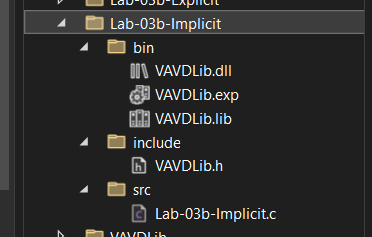 Lab-03b-Explicit
Lab-03b-Implicit
bin
VAVDLib.dll
VAVDLib.exp
VAVDLib.lib
include
VAVDLib.h
src
Lab-03b-Implicit.c
VAVDLib